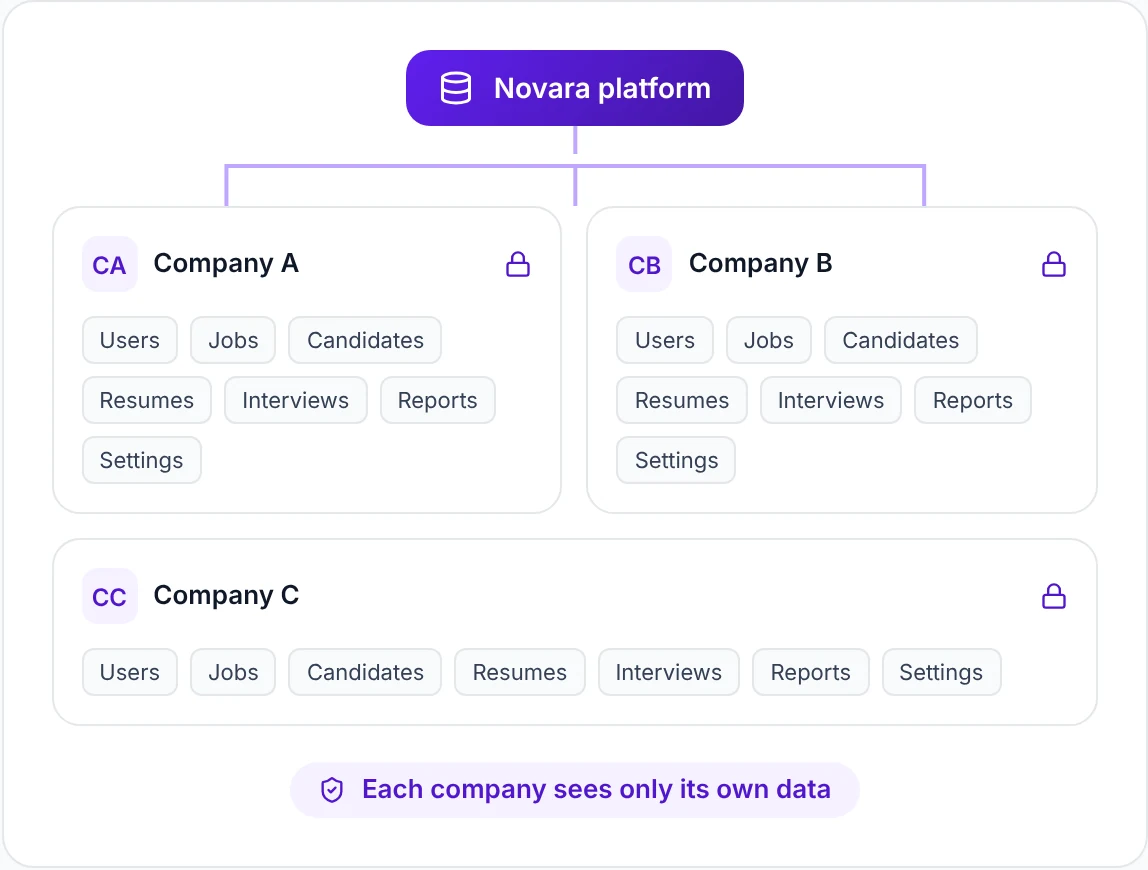 Novara platform
CA Company A
Users Jobs Candidates
Resumes Interviews Reports
Settings
CB Company B
Users Jobs Candidates
Resumes Interviews Reports
Settings
CC Company C
Users Jobs Candidates Resumes Interviews Reports Settings
Each company sees only its own data